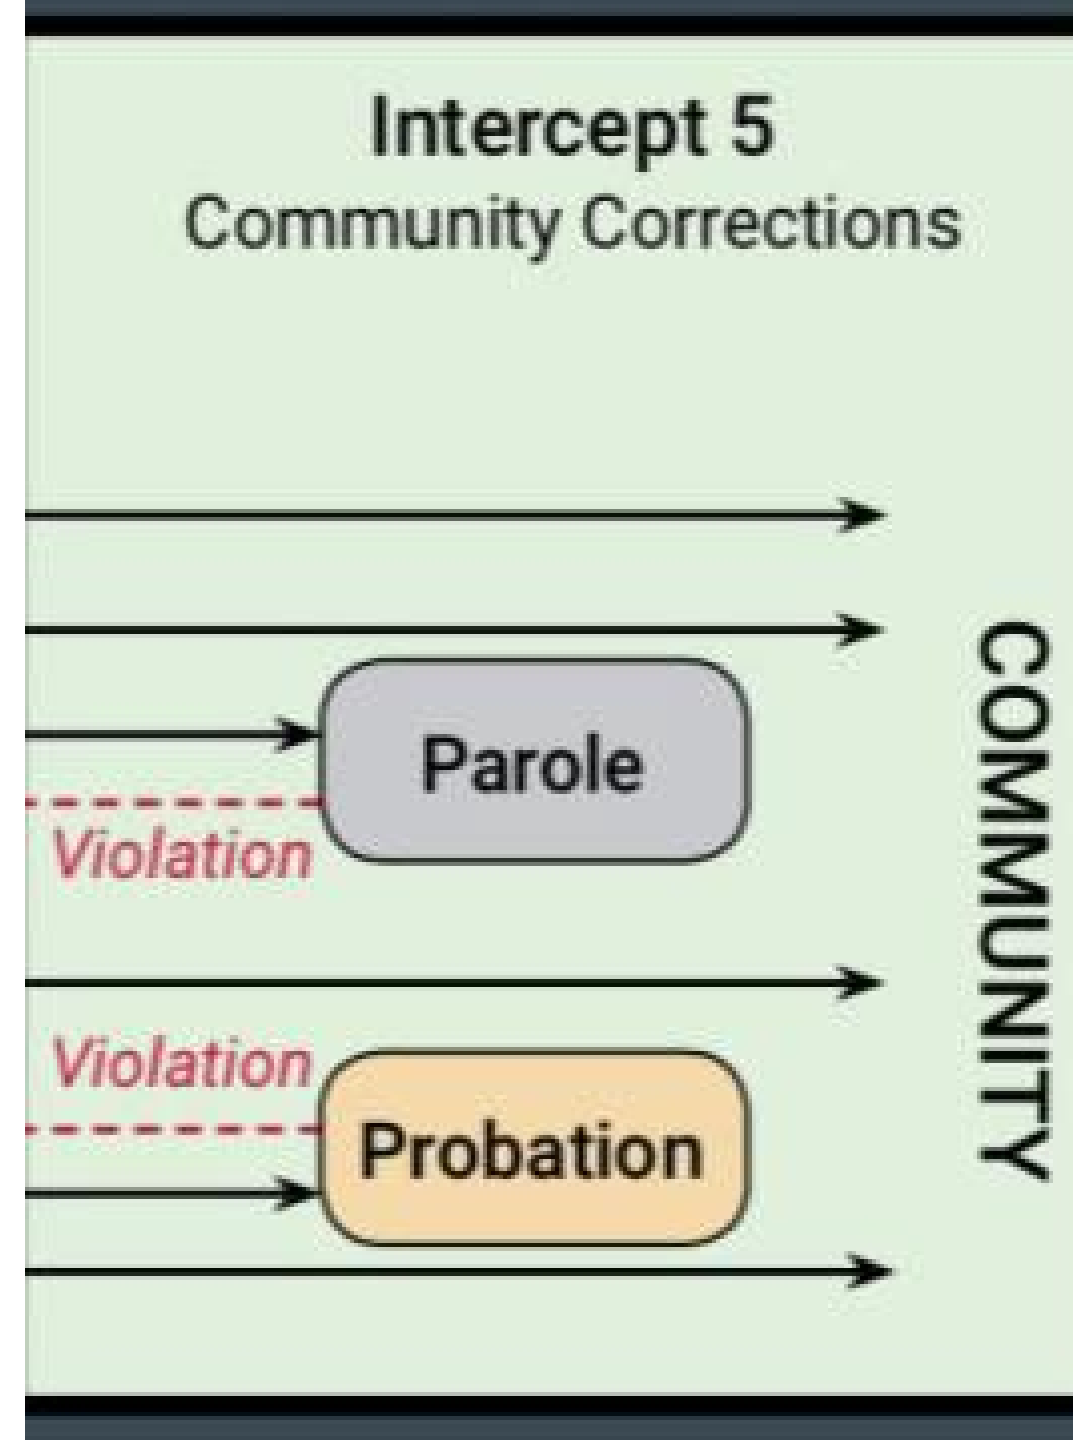 Intercept 5
Community Corrections
Parole
Violation
COMMUNITY
Violation
Probation